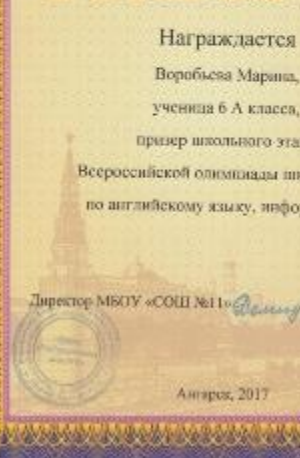 Награждается
Воробьева Марина,
ученица 6 А класса,
призер школьного эта
Всероссийской олимпиады шк
по английскому языку, инфо
Директор МБОУ «СОШ №11»
Ангарск, 2017